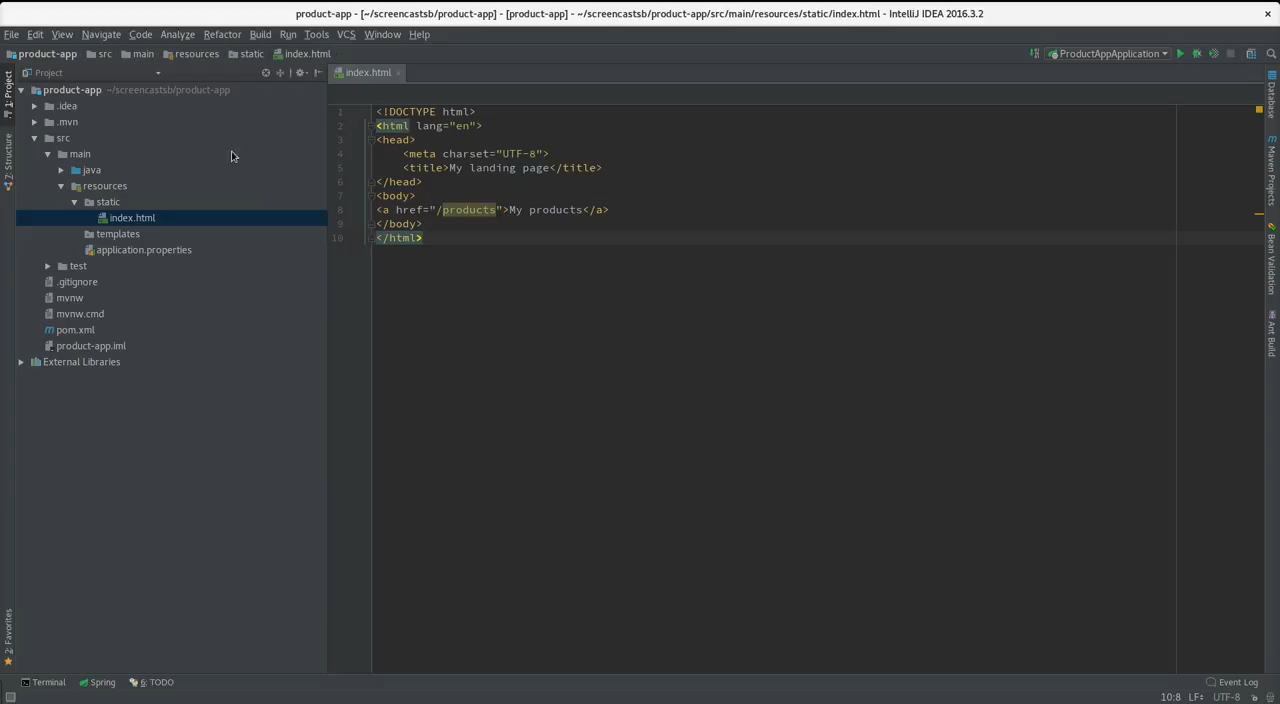 product-app - [~/screencastsb/product-app] - [product-app] - ~/screencastsb/product-app/src/main/resources/static/index.html - IntelliJ IDEA 2016.3.2
File Edit View Navigate Code Analyze Refactor Build Run Tools VCS Window Help
product-app src main resources static index.html ProductAppApplication
Project index.html
1: Project
7: Structure
2: Favorites
product-app ~/screencastsb/product-app
.idea
.mvn
src
main
java
resources
static
index.html
templates
application.properties
test
.gitignore
mvnw
mvnw.cmd
pom.xml
product-app.iml
External Libraries
1 <!DOCTYPE html>
2 <html lang="en">
3 <head>
4 <meta charset="UTF-8">
5 <title>My landing page</title>
6 </head>
7 <body>
8 <a href="/products">My products</a>
9 </body>
10 </html>
Database
Maven Projects
Bean Validation
Ant Build
Terminal Spring 6: TODO Event Log
10:8 LF÷ UTF-8